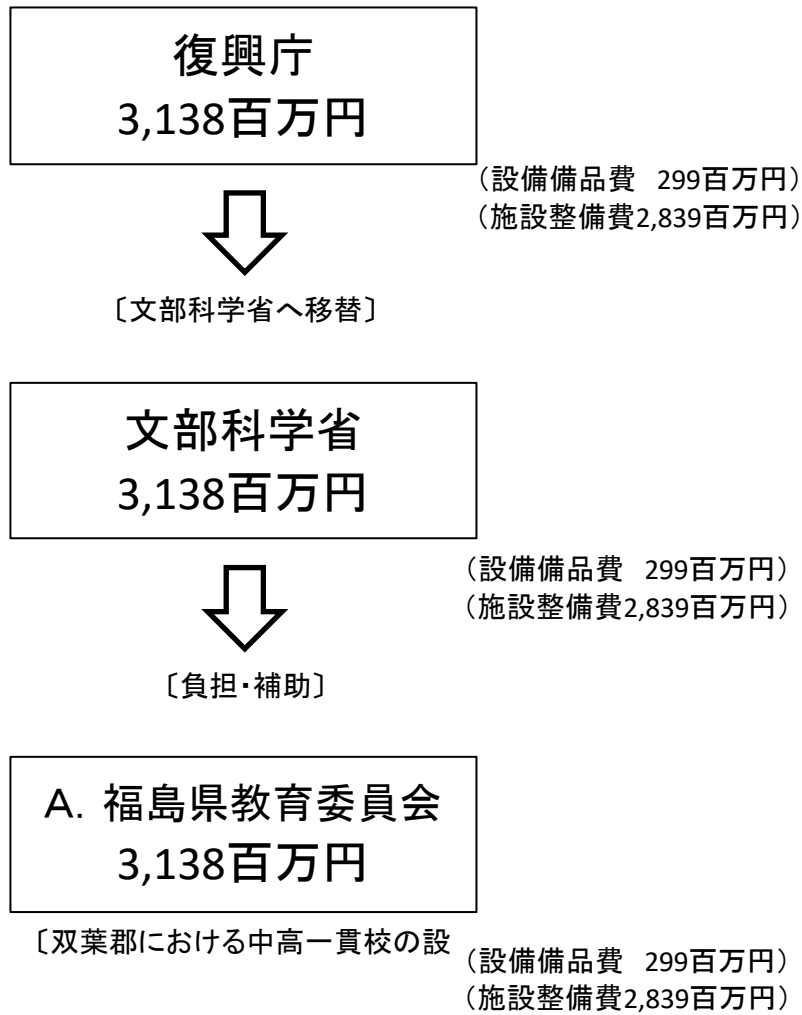 復興庁
3,138百万円
（設備備品費　299百万円）
（施設整備費2,839百万円）
〔文部科学省へ移替〕
文部科学省
3,138百万円
（設備備品費　299百万円）
（施設整備費2,839百万円）
〔負担・補助〕
Ａ．福島県教育委員会
3,138百万円
〔双葉郡における中高一貫校の設
（設備備品費　299百万円）
（施設整備費2,839百万円）